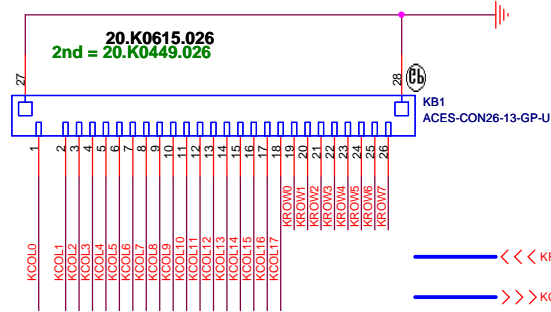 20.K0615.026
2nd = 20.K0449.026
27
28
KB1
ACES-CON26-13-GP-U
1
2
3
4
5
6
7
8
9
10
11
12
13
14
15
16
17
18
19
20
21
22
23
24
25
26
KCOL0
KCOL1
KCOL2
KCOL3
KCOL4
KCOL5
KCOL6
KCOL7
KCOL8
KCOL9
KCOL10
KCOL11
KCOL12
KCOL13
KCOL14
KCOL15
KCOL16
KCOL17
KROW0
KROW1
KROW2
KROW3
KROW4
KROW5
KROW6
KROW7